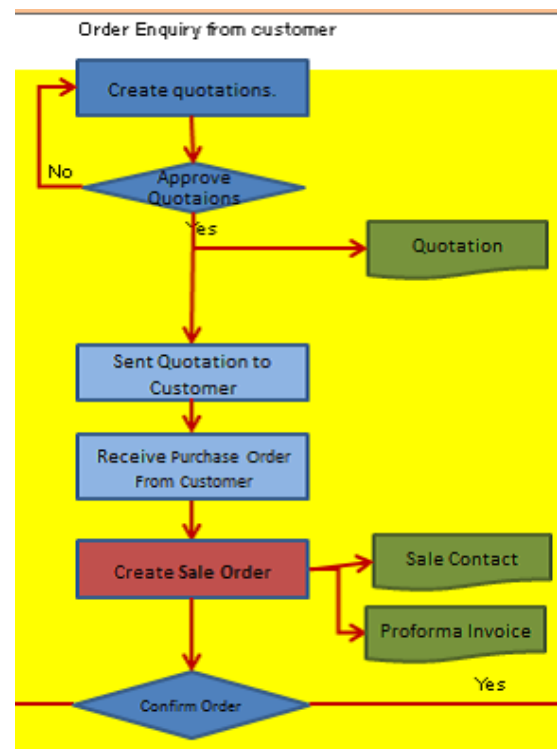 Order Enquiry from customer
Create quotations.
No
Approve
Quotaions
Yes
Quotation
Sent Quotation to
Customer
Receive Purchase Order
From Customer
Create Sale Order
Sale Contact
Proforma Invoice
Yes
Confirm Order